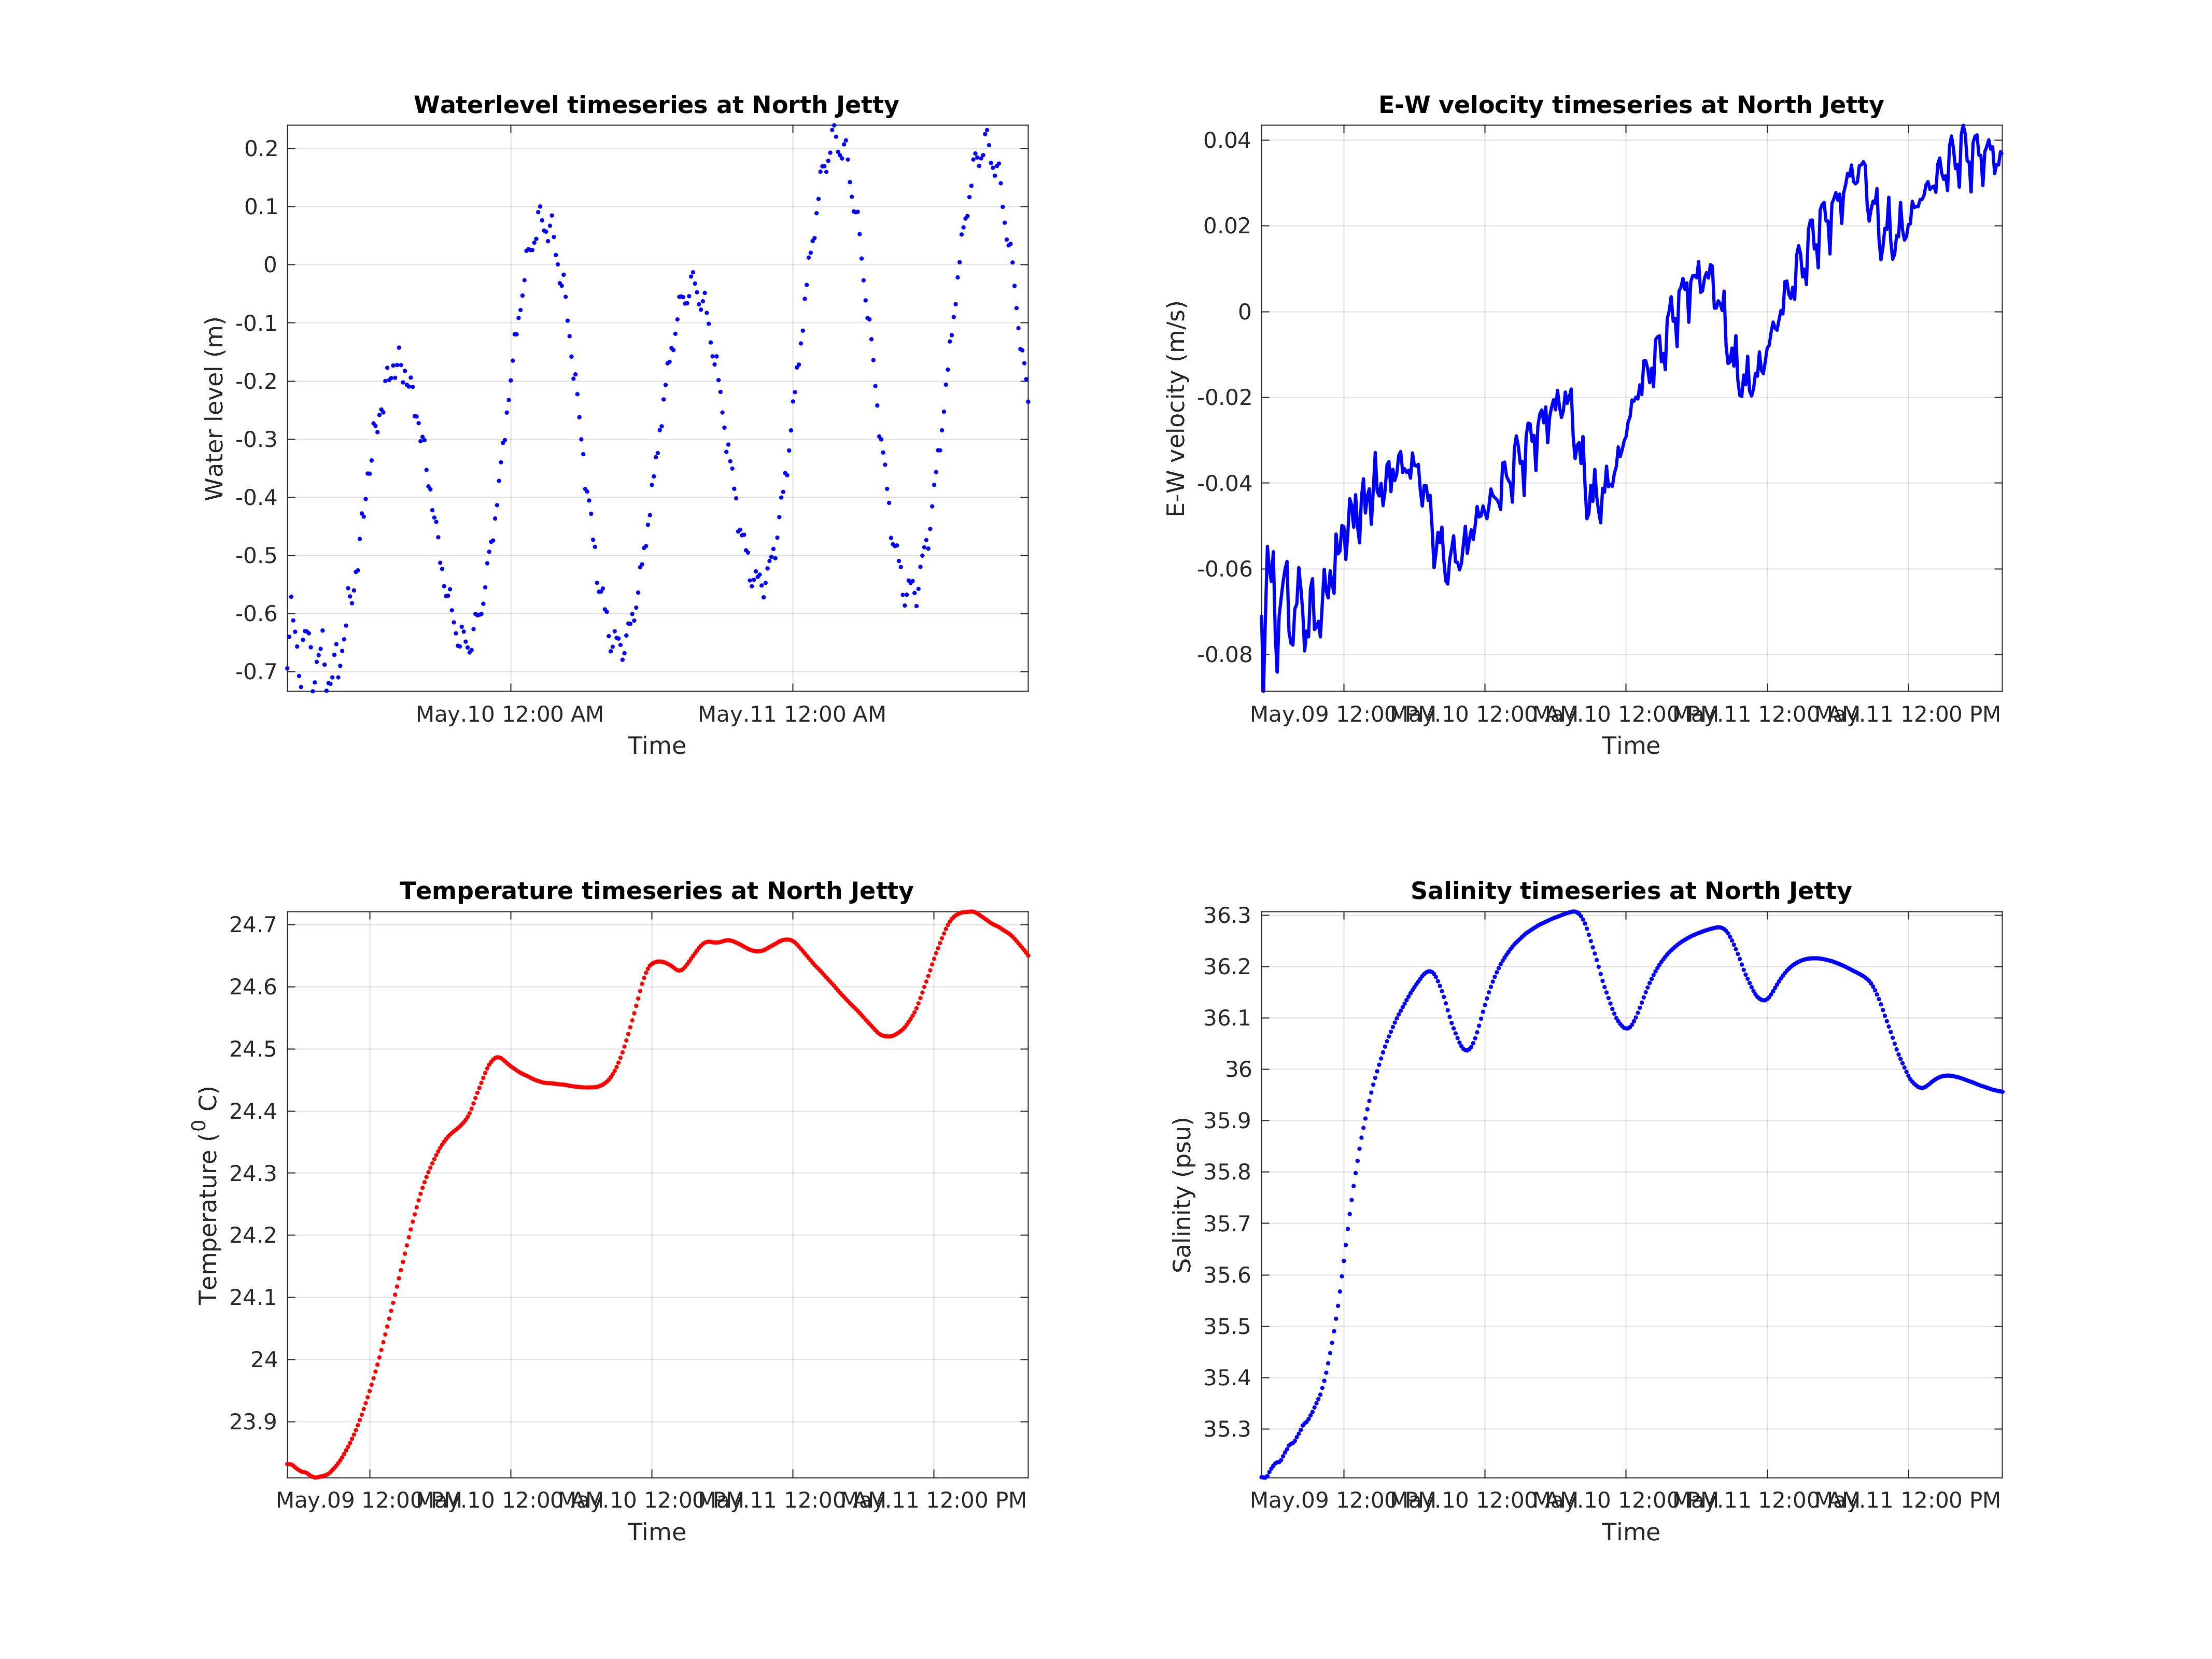 Waterlevel timeseries at North Jetty
0.2
0.1
0
-0.1
-0.2
-0.3
-0.4
-0.5
-0.6
-0.7
Water level (m)
May.10 12:00 AM
May.11 12:00 AM
Time
E-W velocity timeseries at North Jetty
0.04
0.02
0
-0.02
-0.04
-0.06
-0.08
E-W velocity (m/s)
May.09 12:00 PM
May.10 12:00 AM
May.10 12:00 PM
May.11 12:00 AM
May.11 12:00 PM
Time
Temperature timeseries at North Jetty
24.7
24.6
24.5
24.4
24.3
24.2
24.1
24
23.9
Temperature (⁰ C)
May.09 12:00 PM
May.10 12:00 AM
May.10 12:00 PM
May.11 12:00 AM
May.11 12:00 PM
Time
Salinity timeseries at North Jetty
36.3
36.2
36.1
36
35.9
35.8
35.7
35.6
35.5
35.4
35.3
Salinity (psu)
May.09 12:00 PM
May.10 12:00 AM
May.10 12:00 PM
May.11 12:00 AM
May.11 12:00 PM
Time